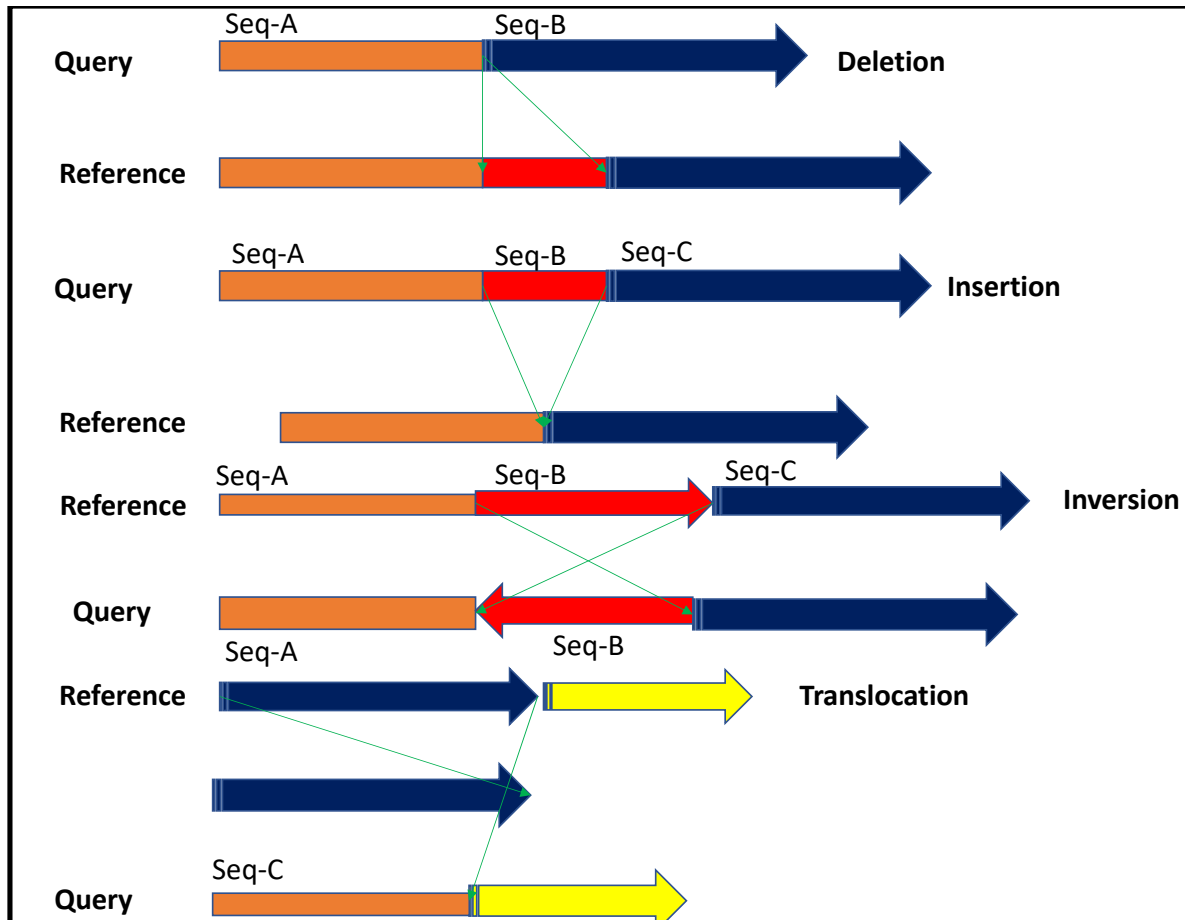 Seq-A Seq-B
Query Deletion
Reference
Seq-A Seq-B Seq-C
Query Insertion
Reference
Seq-A Seq-B Seq-C
Reference Inversion
Query
Seq-A Seq-B
Reference Translocation
Seq-C
Query